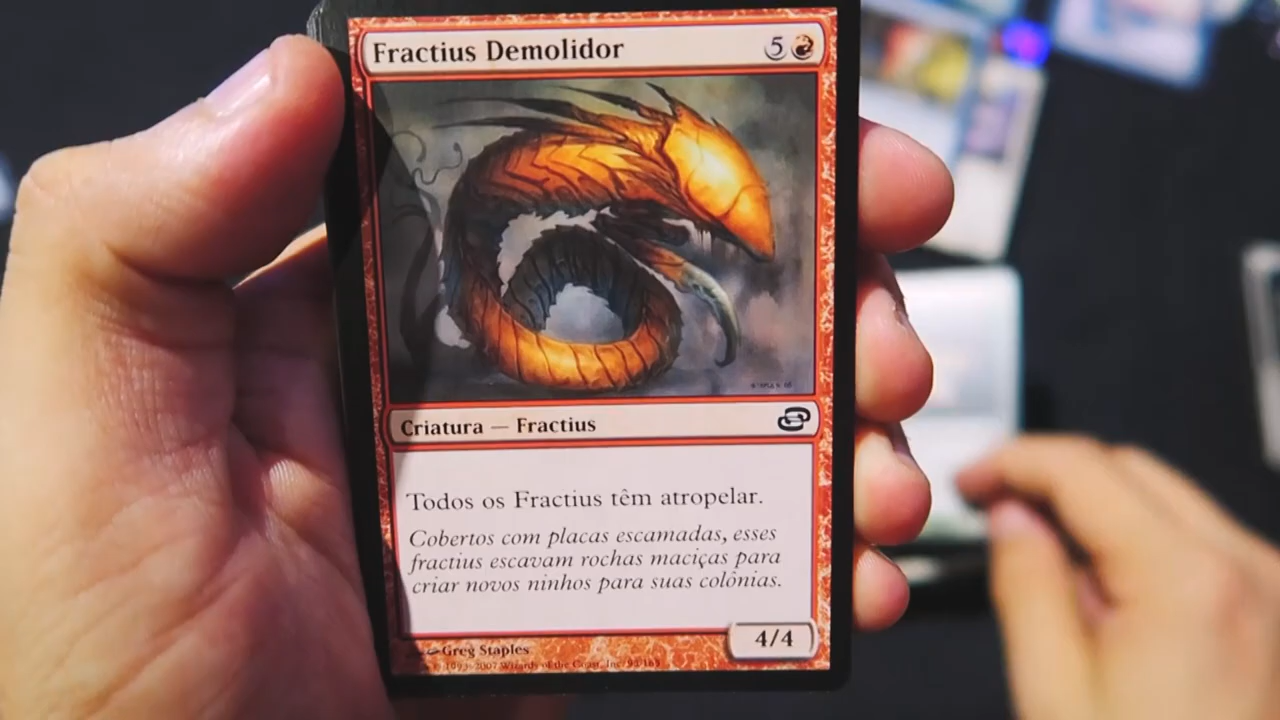 Fractius Demolidor 5
Criatura — Fractius
Todos os Fractius têm atropelar.
Cobertos com placas escamadas, esses
fractius escavam rochas maciças para
criar novos ninhos para suas colônias.
4/4
Greg Staples
1993-2007 Wizards of the Coast, Inc.